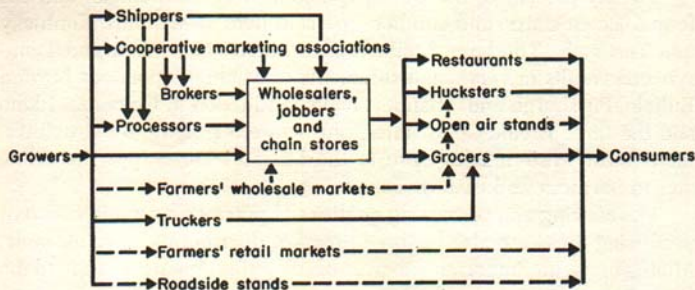 Shippers
Cooperative marketing associations
Brokers
Processors
Growers
Wholesalers,
jobbers
and
chain stores
Restaurants
Hucksters
Open air stands
Grocers
Consumers
Farmers' wholesale markets
Truckers
Farmers' retail markets
Roadside stands